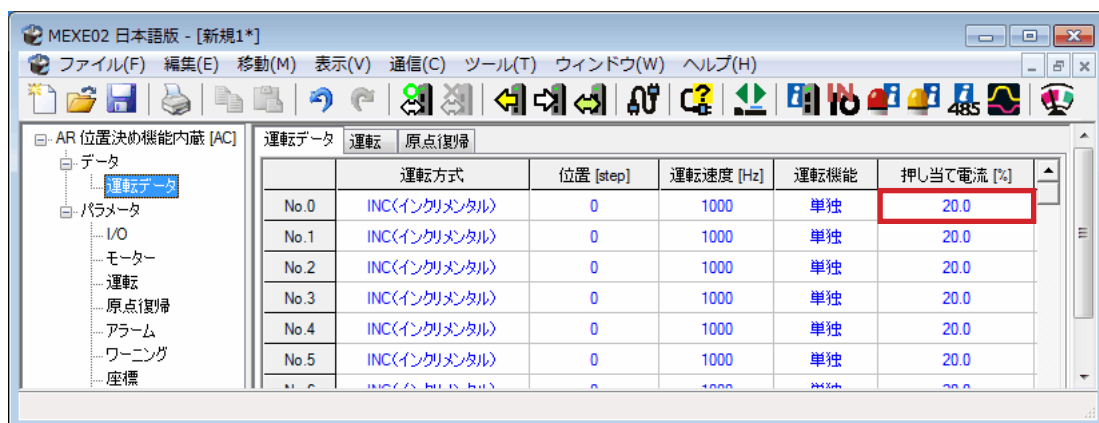 MEXE02 日本語版 - [新規1*]
ファイル(F) 編集(E) 移動(M) 表示(V) 通信(C) ツール(T) ウィンドウ(W) ヘルプ(H)
485
AR 位置決め機能内蔵 [AC]
データ
運転データ
パラメータ
I/O
モーター
運転
原点復帰
アラーム
ワーニング
座標
運転データ 運転 原点復帰
運転方式 位置 [step] 運転速度 [Hz] 運転機能 押し当て電流 [%]
No.0 INC(インクリメンタル) 0 1000 単独 20.0
No.1 INC(インクリメンタル) 0 1000 単独 20.0
No.2 INC(インクリメンタル) 0 1000 単独 20.0
No.3 INC(インクリメンタル) 0 1000 単独 20.0
No.4 INC(インクリメンタル) 0 1000 単独 20.0
No.5 INC(インクリメンタル) 0 1000 単独 20.0